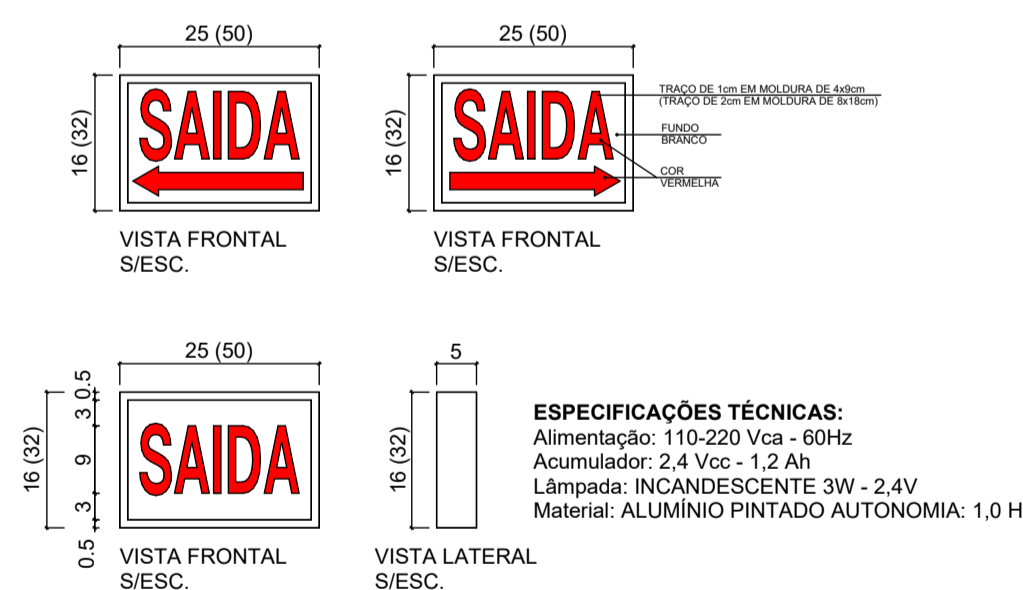 25 (50)
25 (50)
16 (32)
SAIDA
16 (32)
SAIDA
TRAÇO DE 1cm EM MOLDURA DE 4x9cm
(TRAÇO DE 2cm EM MOLDURA DE 8x18cm)
FUNDO
BRANCO
COR
VERMELHA
VISTA FRONTAL
S/ESC.
VISTA FRONTAL
S/ESC.
25 (50)
5
16 (32)
0.5
3
9
3
0.5
SAIDA
16 (32)
VISTA FRONTAL
S/ESC.
VISTA LATERAL
S/ESC.
ESPECIFICAÇÕES TÉCNICAS:
Alimentação: 110-220 Vca - 60Hz
Acumulador: 2,4 Vcc - 1,2 Ah
Lâmpada: INCANDESCENTE 3W - 2,4V
Material: ALUMÍNIO PINTADO AUTONOMIA: 1,0 H